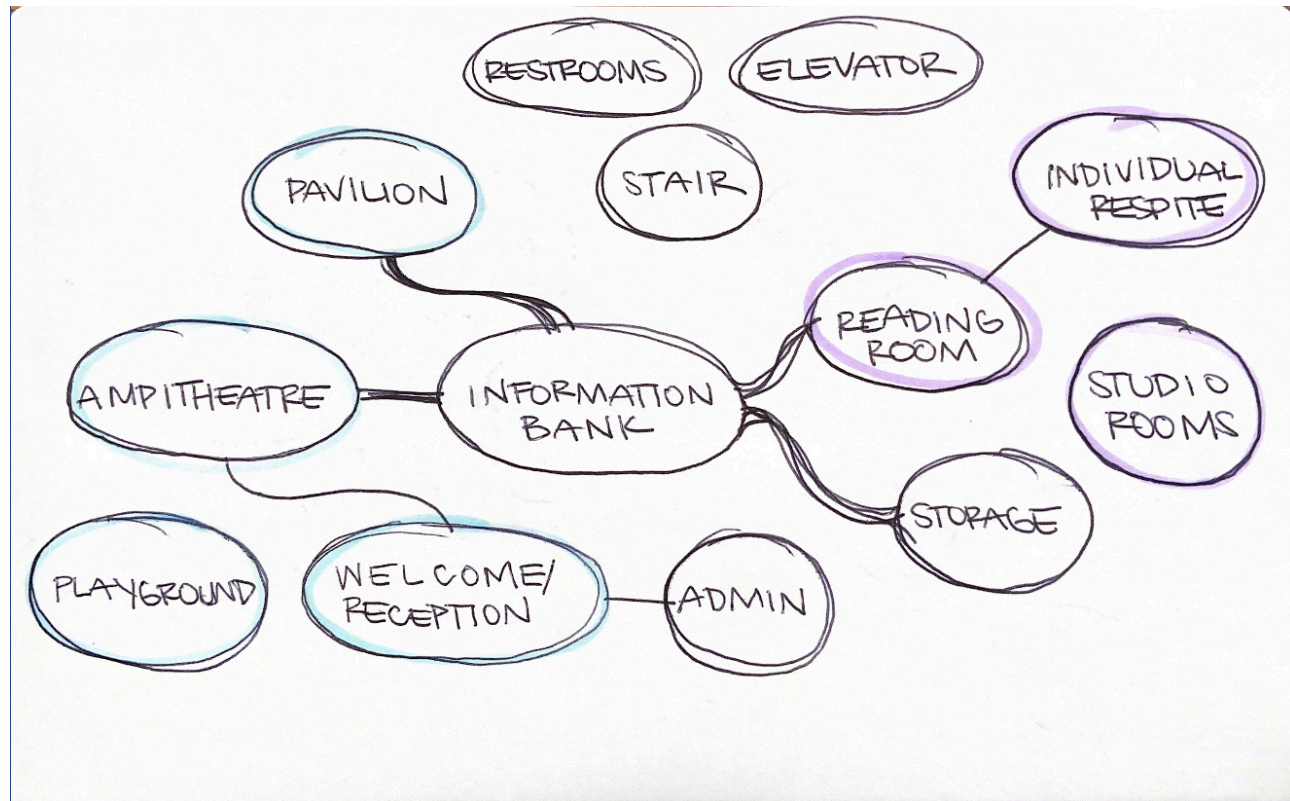 RESTROOMS
ELEVATOR
PAVILION
STAIR
INDIVIDUAL
RESPITE
READING
ROOM
AMPITHEATRE
INFORMATION
BANK
STUDIO
ROOMS
STORAGE
PLAYGROUND
WELCOME/
RECEPTION
ADMIN